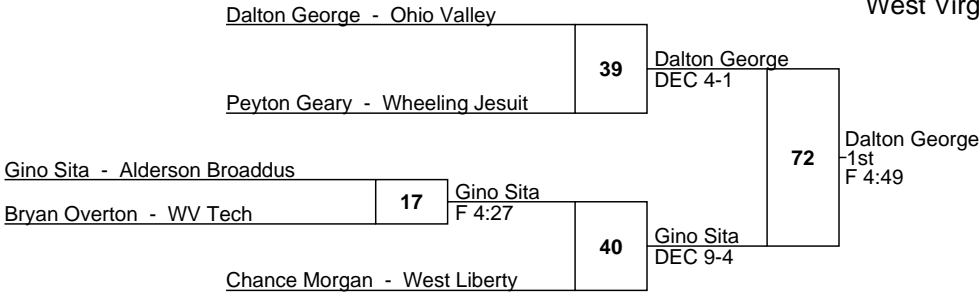 West Virg
Dalton George - Ohio Valley
39
Dalton George
DEC 4-1
Peyton Geary - Wheeling Jesuit
72
Dalton George
1st
F 4:49
Gino Sita - Alderson Broaddus
17
Gino Sita
F 4:27
Bryan Overton - WV Tech
40
Gino Sita
DEC 9-4
Chance Morgan - West Liberty